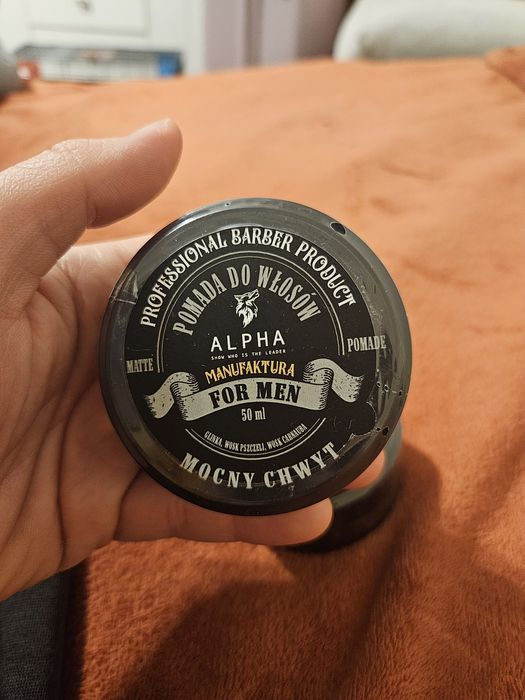 PROFESSIONAL BARBER PRODUCT
POMADA DO WŁOSÓW
ALPHA
SHOW WHO IS THE LEADER
MATTE
POMADE
MANUFAKTURA
FOR MEN
50 ml
GLINKA, WOSK PSZCZELI, WOSK CARNAUBA
MOCNY CHWYT